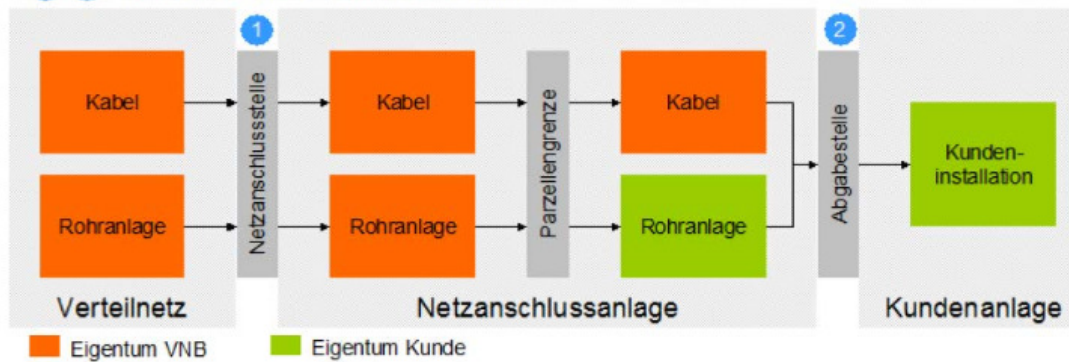 1
2
Kabel
Netzanschlussstelle
Kabel
Parzellengrenze
Kabel
Abgabestelle
Kunden-
installation
Rohranlage
Rohranlage
Rohranlage
Verteilnetz
Netzanschlussanlage
Kundenanlage
Eigentum VNB
Eigentum Kunde